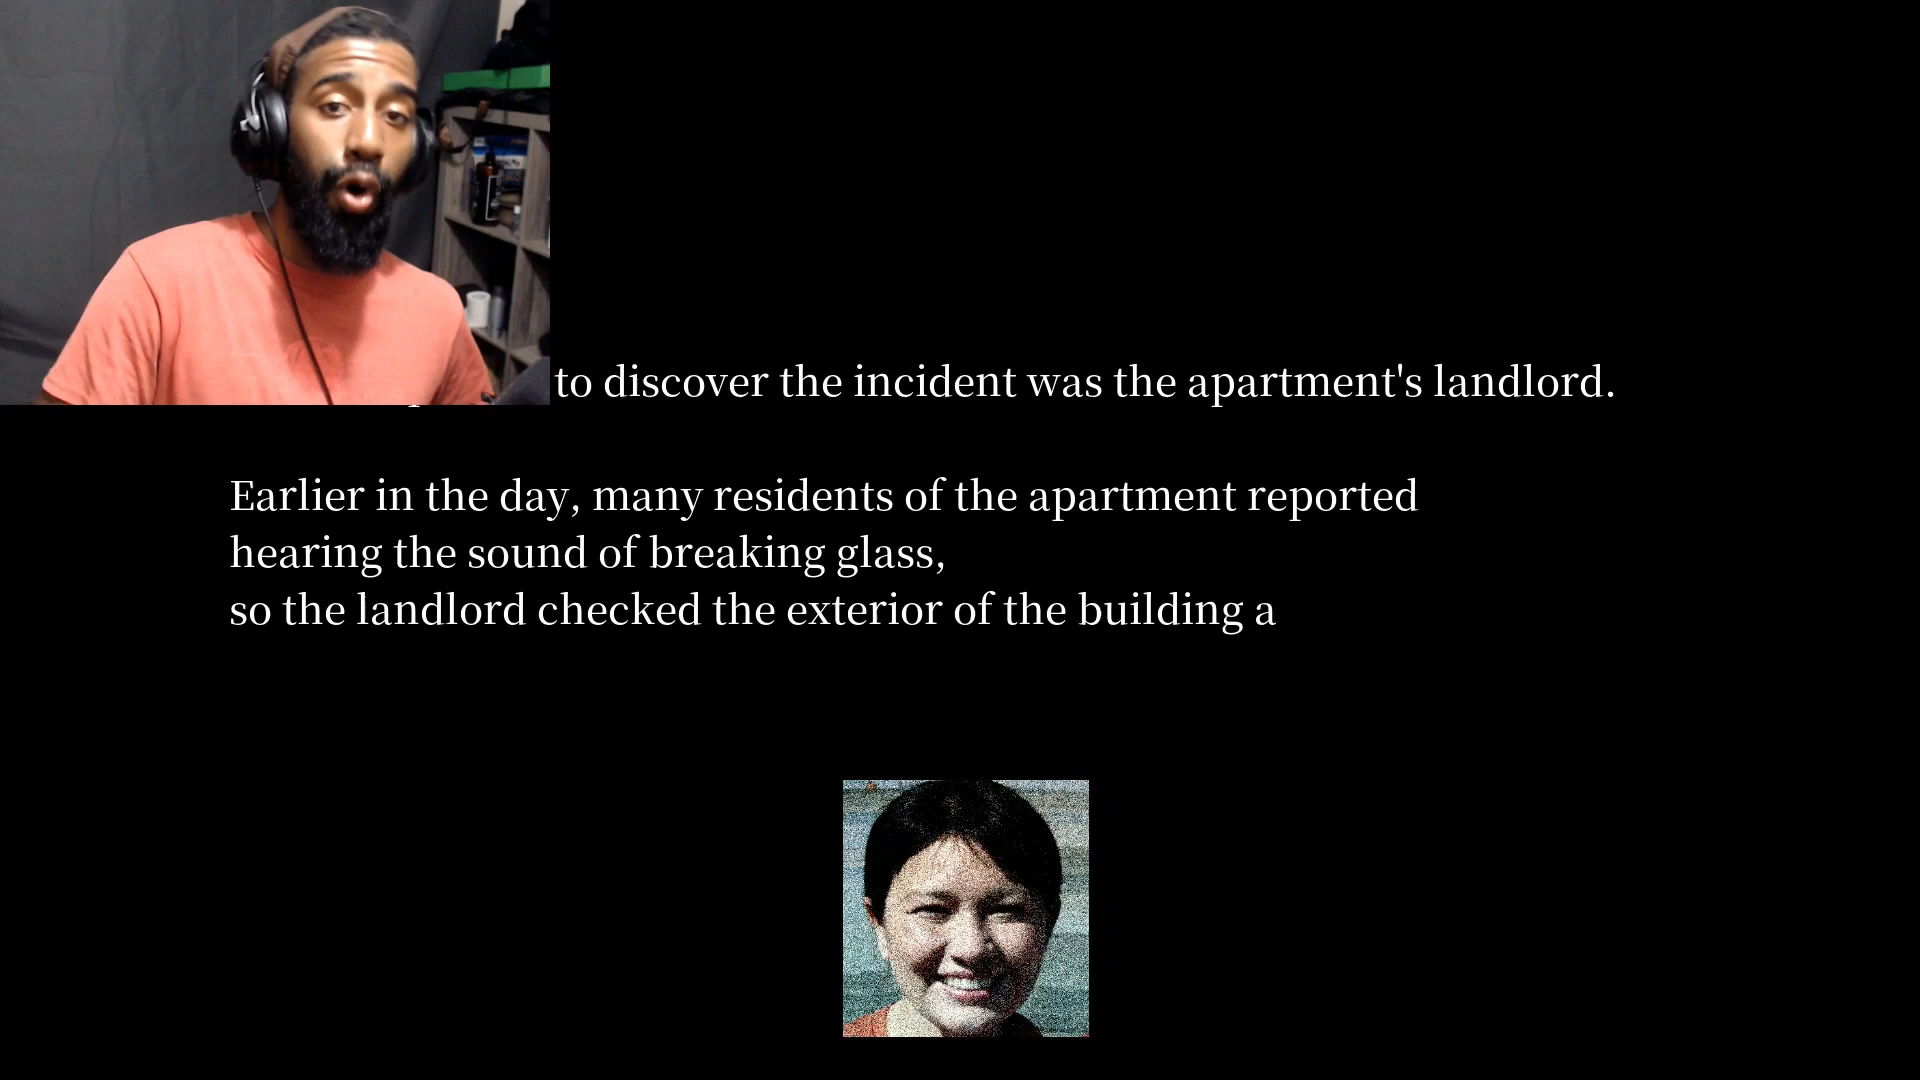 to discover the incident was the apartment's landlord.
Earlier in the day, many residents of the apartment reported
hearing the sound of breaking glass,
so the landlord checked the exterior of the building a